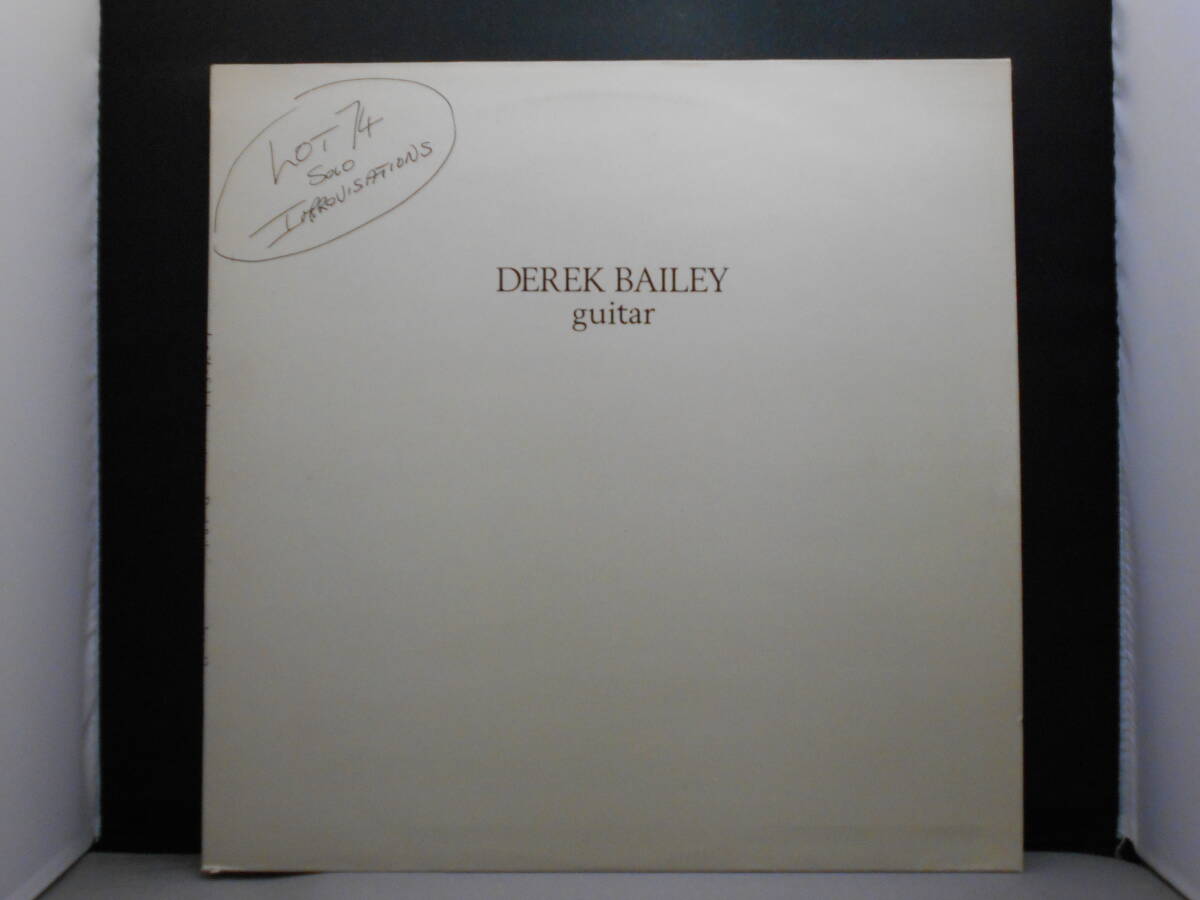 LOT 74
SOLO
IMPROVISATIONS
DEREK BAILEY
guitar